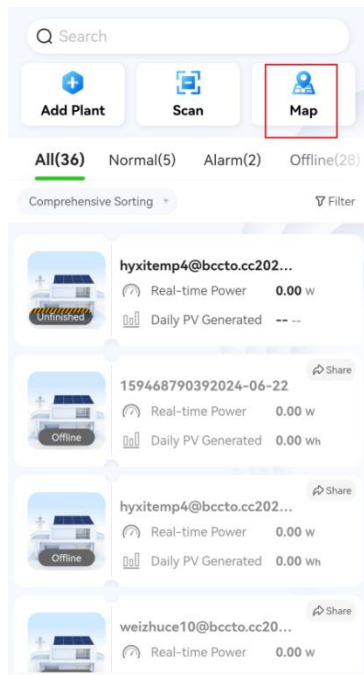 Search
Add Plant Scan Map
All(36) Normal(5) Alarm(2) Offline(28)
Comprehensive Sorting Filter
hyxitemp4@bccto.cc202...
Real-time Power 0.00 W
Unfinished
Daily PV Generated -- --
Share
159468790392024-06-22
Real-time Power 0.00 W
Offline
Daily PV Generated 0.00 Wh
Share
hyxitemp4@bccto.cc202...
Real-time Power 0.00 W
Offline
Daily PV Generated 0.00 Wh
Share
weizhuce10@bccto.cc20...
Real-time Power 0.00 W